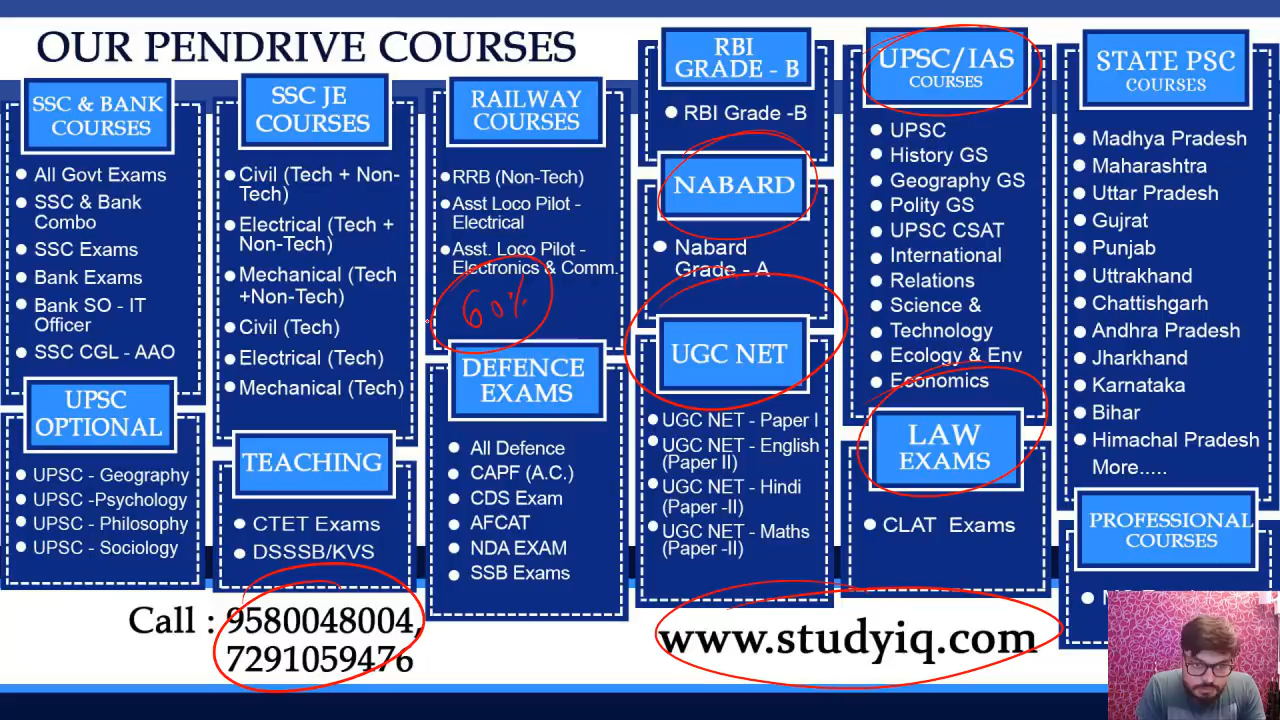 OUR PENDRIVE COURSES
SSC & BANK
COURSES
All Govt Exams
SSC & Bank
Combo
SSC Exams
Bank Exams
Bank SO - IT
Officer
SSC CGL - AAO
UPSC
OPTIONAL
UPSC - Geography
UPSC -Psychology
UPSC - Philosophy
UPSC - Sociology
SSC JE
COURSES
Civil (Tech + Non-
Tech)
Electrical (Tech +
Non-Tech)
Mechanical (Tech
+Non-Tech)
Civil (Tech)
Electrical (Tech)
Mechanical (Tech)
TEACHING
CTET Exams
DSSSB/KVS
RAILWAY
COURSES
RRB (Non-Tech)
Asst Loco Pilot -
Electrical
Asst. Loco Pilot -
Electronics & Comm.
60%
DEFENCE
EXAMS
All Defence
CAPF (A.C.)
CDS Exam
AFCAT
NDA EXAM
SSB Exams
RBI
GRADE - B
RBI Grade -B
NABARD
Nabard
Grade - A
UGC NET
UGC NET - Paper I
UGC NET - English
(Paper II)
UGC NET - Hindi
(Paper -II)
UGC NET - Maths
(Paper -II)
UPSC/IAS
COURSES
UPSC
History GS
Geography GS
Polity GS
UPSC CSAT
International
Relations
Science &
Technology
Ecology & Env
Economics
LAW
EXAMS
CLAT Exams
STATE PSC
COURSES
Madhya Pradesh
Maharashtra
Uttar Pradesh
Gujrat
Punjab
Uttrakhand
Chattishgarh
Andhra Pradesh
Jharkhand
Karnataka
Bihar
Himachal Pradesh
More.....
PROFESSIONAL
COURSES
Call : 9580048004,
7291059476
www.studyiq.com